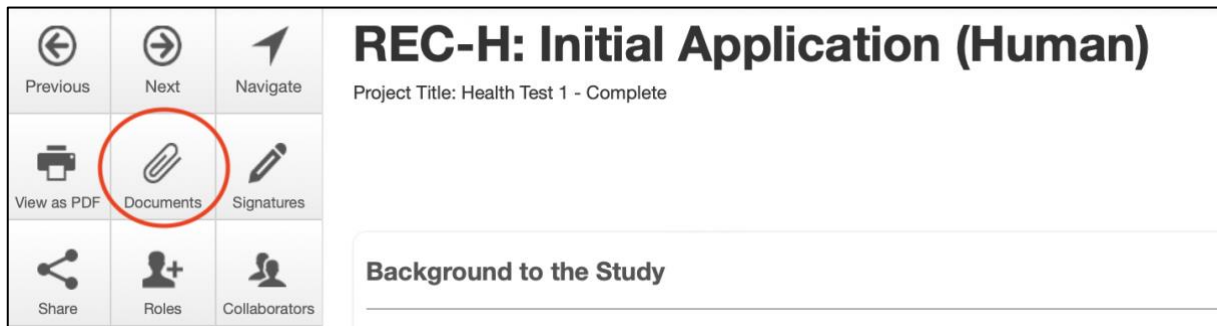 REC-H: Initial Application (Human)
Project Title: Health Test 1 - Complete
Previous Next Navigate
View as PDF Documents Signatures
Share Roles Collaborators
Background to the Study